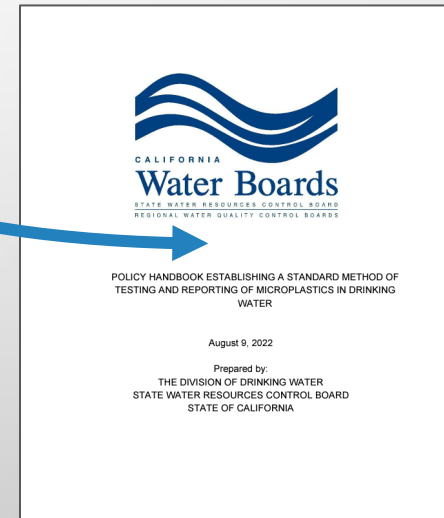 CALIFORNIA
Water Boards
STATE WATER RESOURCES CONTROL BOARD
REGIONAL WATER QUALITY CONTROL BOARDS
POLICY HANDBOOK ESTABLISHING A STANDARD METHOD OF
TESTING AND REPORTING OF MICROPLASTICS IN DRINKING
WATER
August 9, 2022
Prepared by:
THE DIVISION OF DRINKING WATER
STATE WATER RESOURCES CONTROL BOARD
STATE OF CALIFORNIA